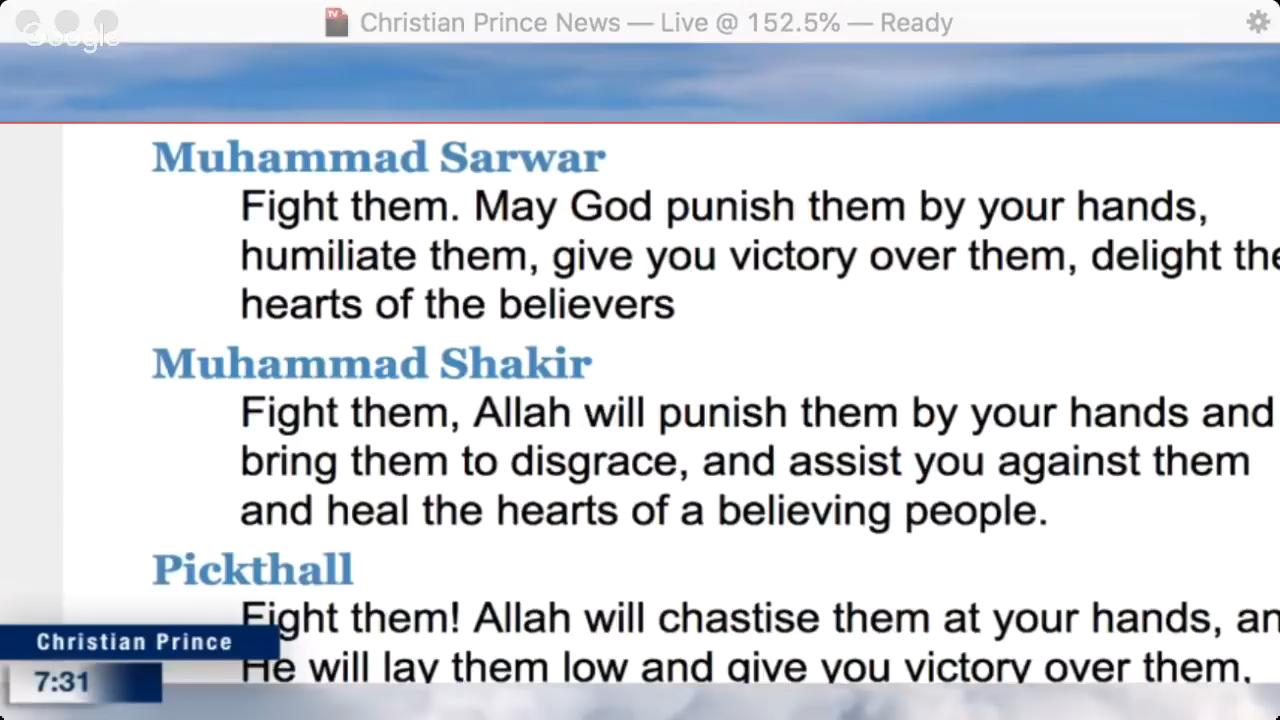 Christian Prince News — Live @ 152.5% — Ready
Google
Muhammad Sarwar
Fight them. May God punish them by your hands,
humiliate them, give you victory over them, delight the
hearts of the believers
Muhammad Shakir
Fight them, Allah will punish them by your hands and
bring them to disgrace, and assist you against them
and heal the hearts of a believing people.
Pickthall
Fight them! Allah will chastise them at your hands, an
He will lay them low and give you victory over them,
Christian Prince
7:31